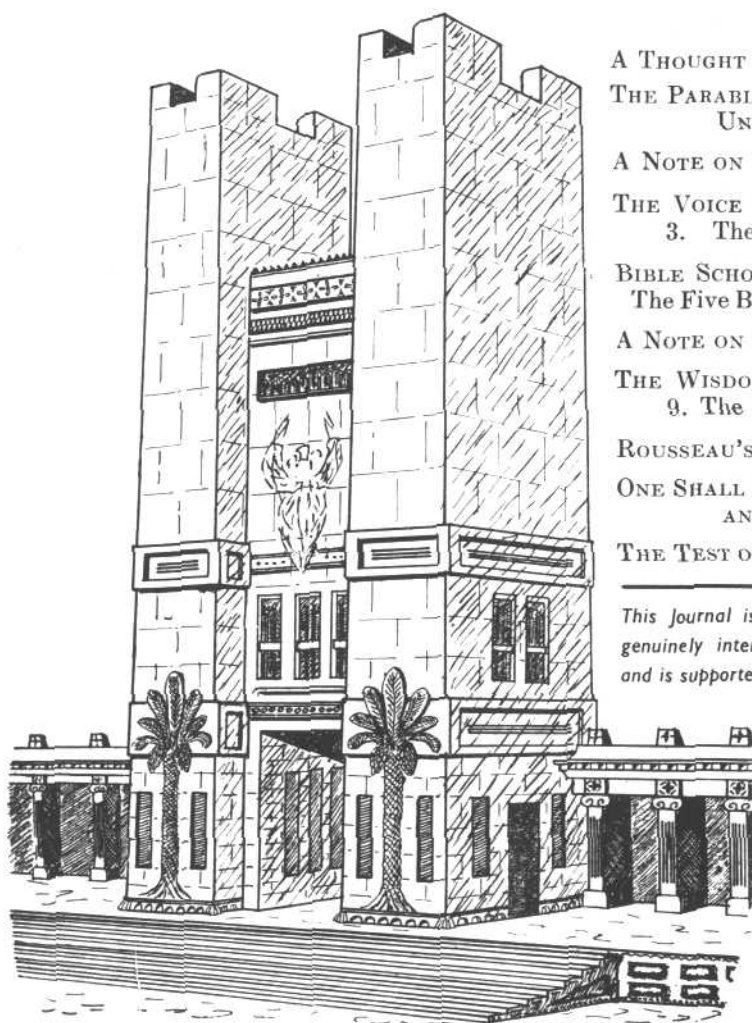 A THOUGHT
THE PARABL
UN
A NOTE ON
THE VOICE
3. The
BIBLE SCHO
The Five B
A NOTE ON
THE WISDO
9. The
ROUSSEAU'S
ONE SHALL
AN
THE TEST O
This Journal is
genuinely inte
and is supporte